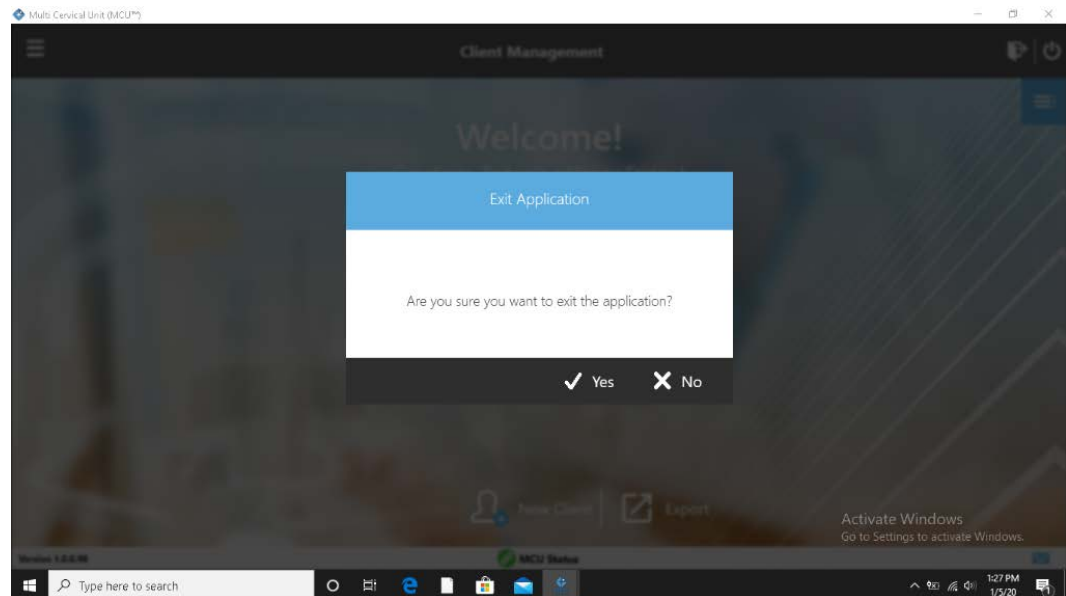 Multi Cervical Unit (MCU™)
Client Management
Welcome!
Exit Application
Are you sure you want to exit the application?
Yes No
New Client Export
Activate Windows
Go to Settings to activate Windows.
MCU Status
Type here to search
1:27 PM
1/5/20